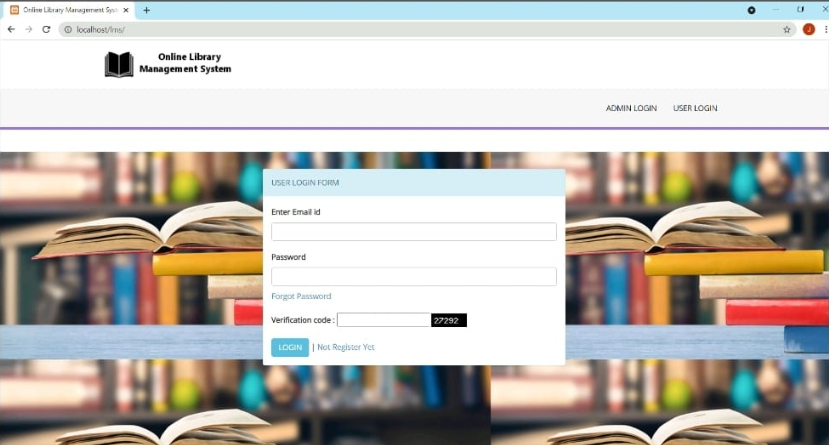 Online Library Management Syst
localhost/lms/
J
Online Library
Management System
ADMIN LOGIN USER LOGIN
USER LOGIN FORM
Enter Email id
Password
Forgot Password
Verification code : 27292
LOGIN | Not Register Yet